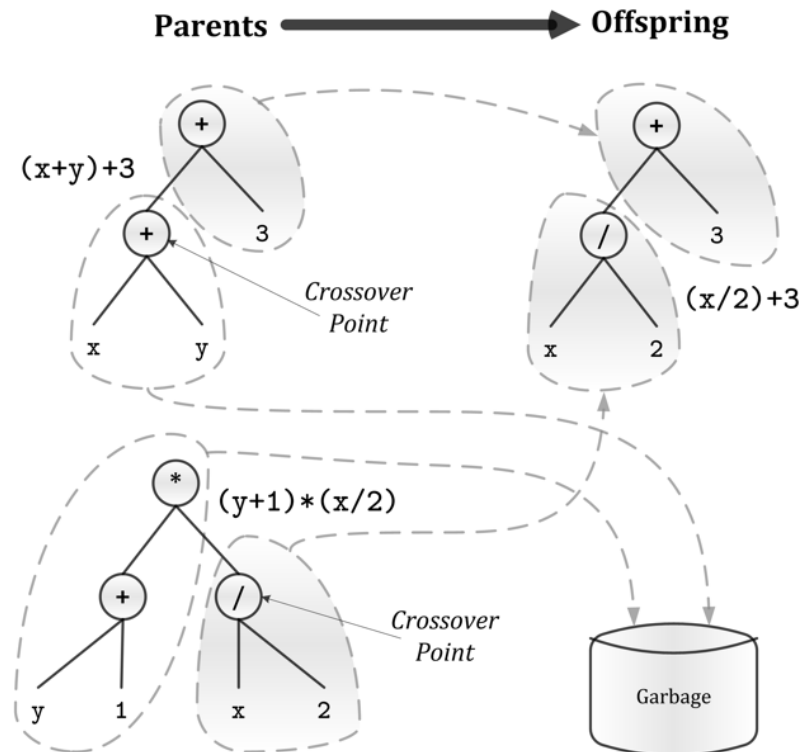 Parents
Offspring
+
(x+y)+3
+
3
x
y
Crossover
Point
+
/
3
x
2
(x/2)+3
*
(y+1)*(x/2)
+
/
y
1
x
2
Crossover
Point
Garbage